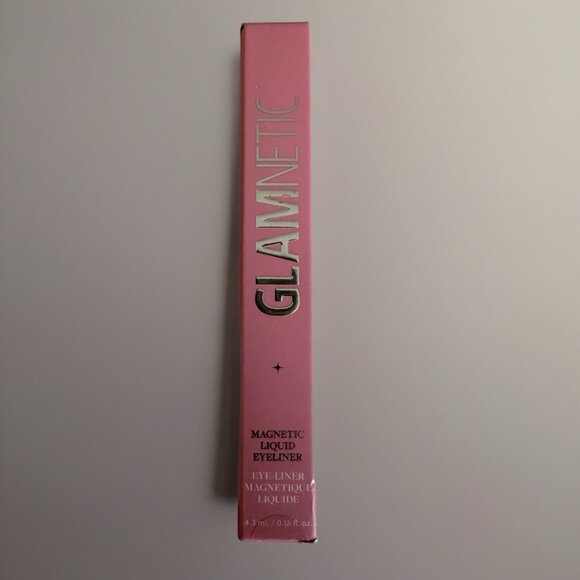 GLAMNETIC
MAGNETIC
LIQUID
EYELINER
EYE-LINER
MAGNETIQUE
LIQUIDE
4.3 mL / 0.15 fl. oz.